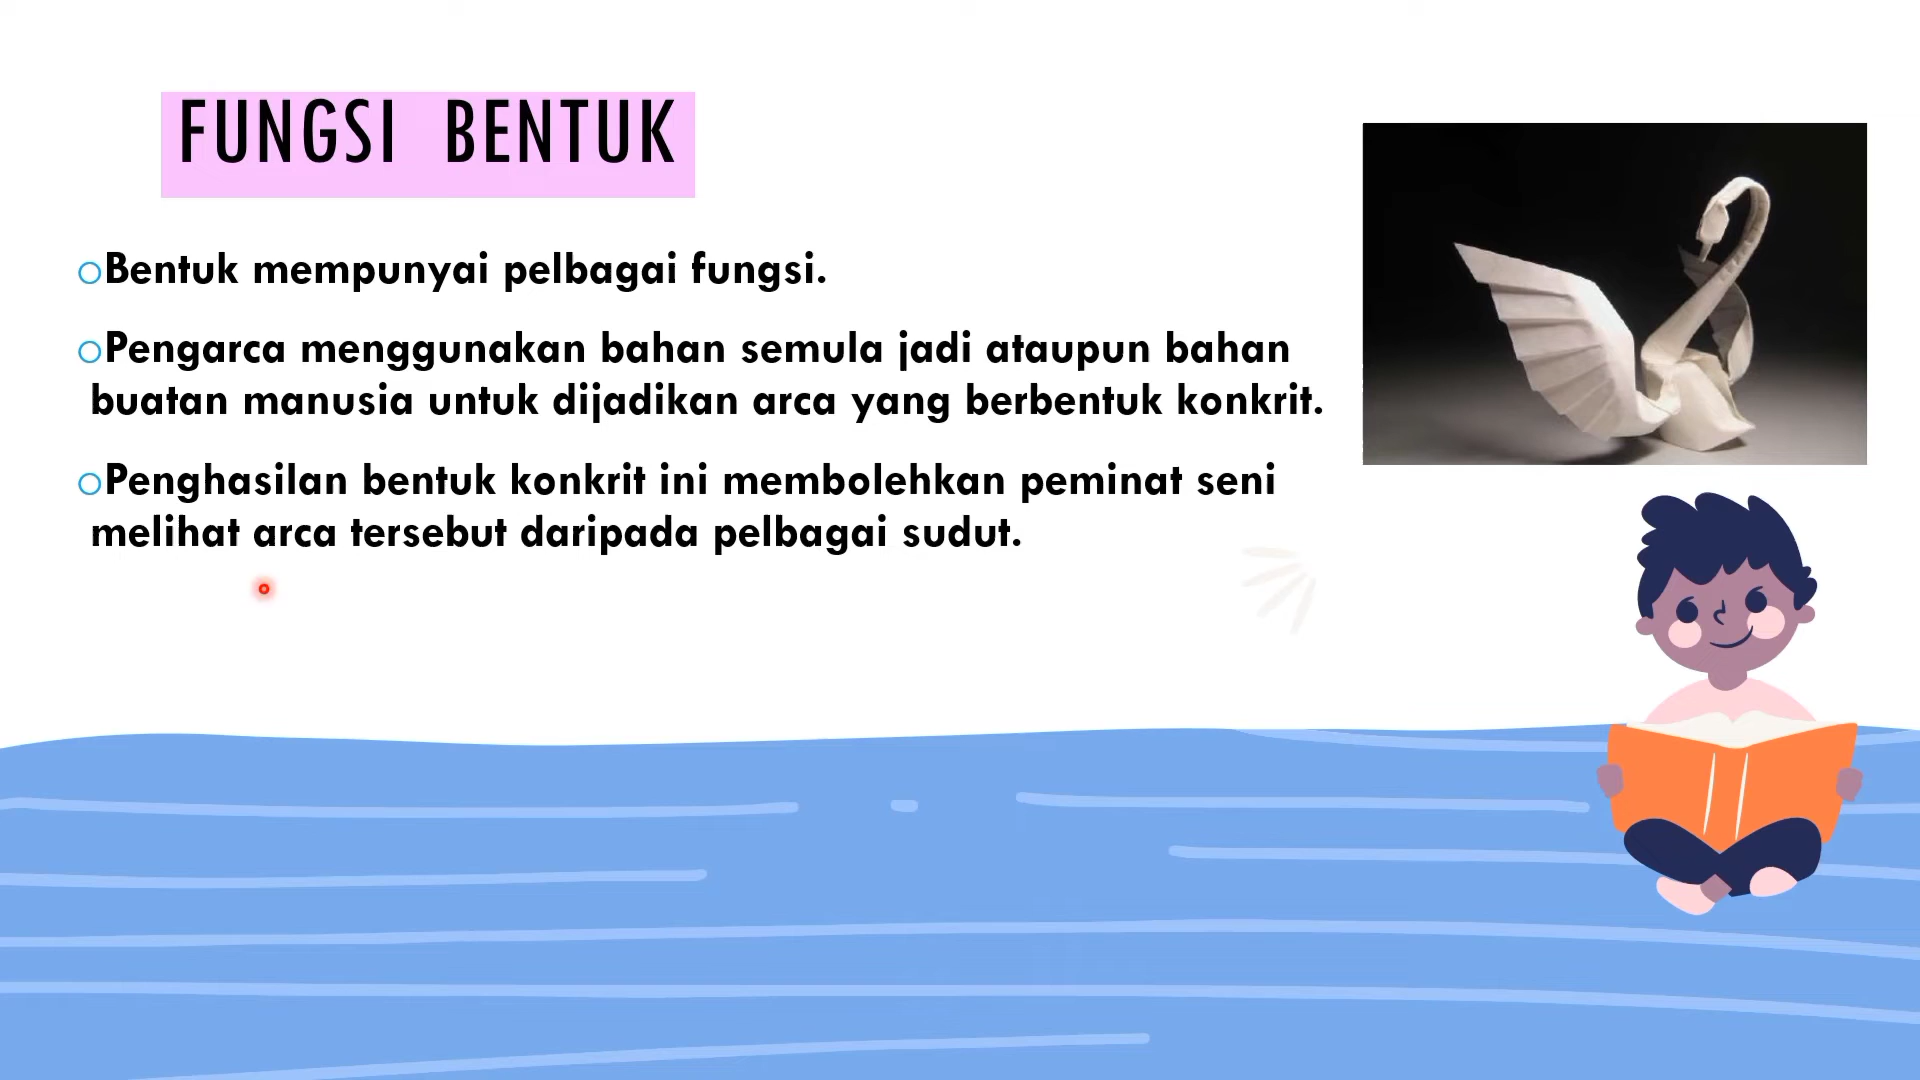 FUNGSI BENTUK
Bentuk mempunyai pelbagai fungsi.
Pengarca menggunakan bahan semula jadi ataupun bahan
buatan manusia untuk dijadikan arca yang berbentuk konkrit.
Penghasilan bentuk konkrit ini membolehkan peminat seni
melihat arca tersebut daripada pelbagai sudut.